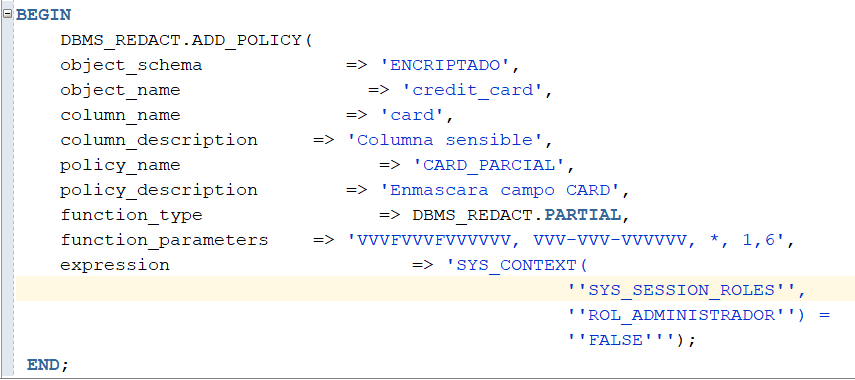 BEGIN
DBMS_REDACT.ADD_POLICY(
object_schema => 'ENCRIPTADO',
object_name => 'credit_card',
column_name => 'card',
column_description => 'Columna sensible',
policy_name => 'CARD_PARCIAL',
policy_description => 'Enmascara campo CARD',
function_type => DBMS_REDACT.PARTIAL,
function_parameters => 'VVVFVVVFVVVVVV, VVV-VVV-VVVVVV, *, 1,6',
expression => 'SYS_CONTEXT(
''SYS_SESSION_ROLES'',
''ROL_ADMINISTRADOR'') =
''FALSE''');
END;